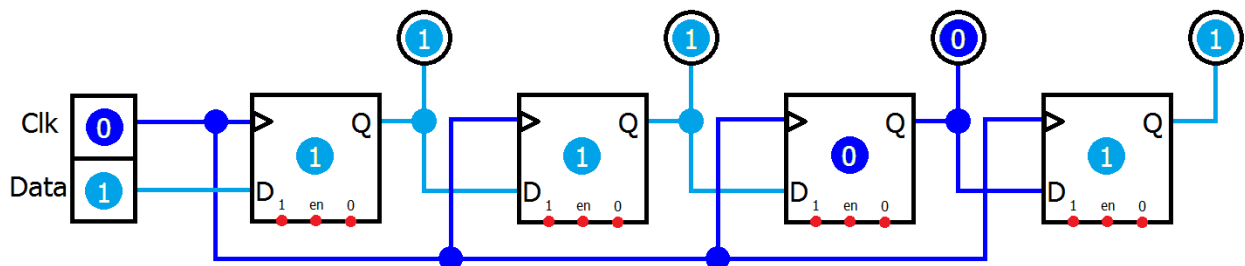 1 1 0 1
Clk 0 Q Q Q Q
1 1 0 1
Data 1 D D D D
1 en 0 1 en 0 1 en 0 1 en 0